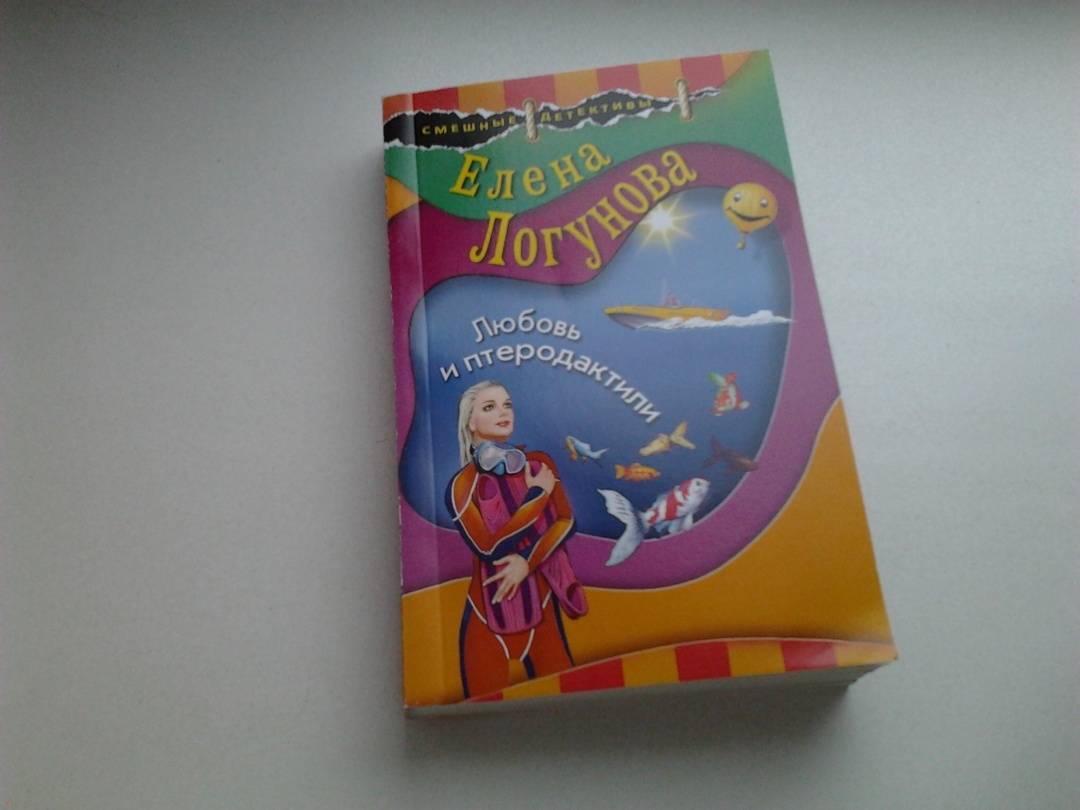 СМЕШНЫЕ ДЕТЕКТИВЫ
Елена
Логунова
Любовь
и птеродактили